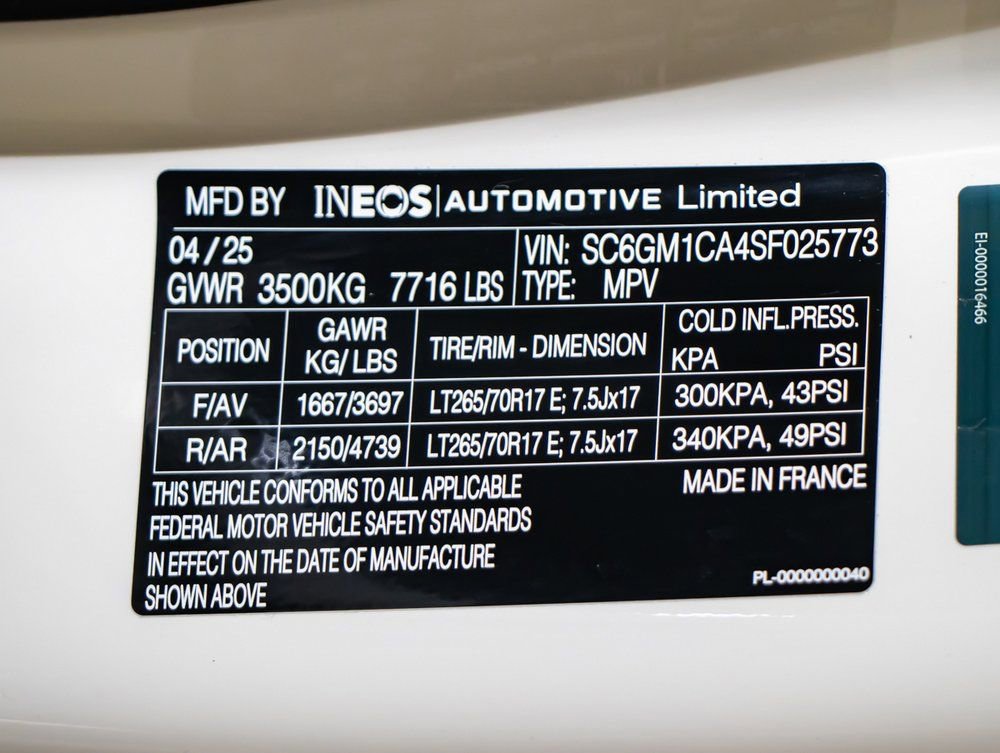 MFD BY INEOS | AUTOMOTIVE Limited
04 / 25
GVWR 3500KG 7716 LBS
VIN: SC6GM1CA4SF025773
TYPE: MPV
POSITION GAWR KG/ LBS TIRE/RIM - DIMENSION COLD INFL.PRESS. KPA PSI
F/AV 1667/3697 LT265/70R17 E; 7.5Jx17 300KPA, 43PSI
R/AR 2150/4739 LT265/70R17 E; 7.5Jx17 340KPA, 49PSI
THIS VEHICLE CONFORMS TO ALL APPLICABLE
FEDERAL MOTOR VEHICLE SAFETY STANDARDS
IN EFFECT ON THE DATE OF MANUFACTURE
SHOWN ABOVE
MADE IN FRANCE
PL-0000000040
EI-0000016466